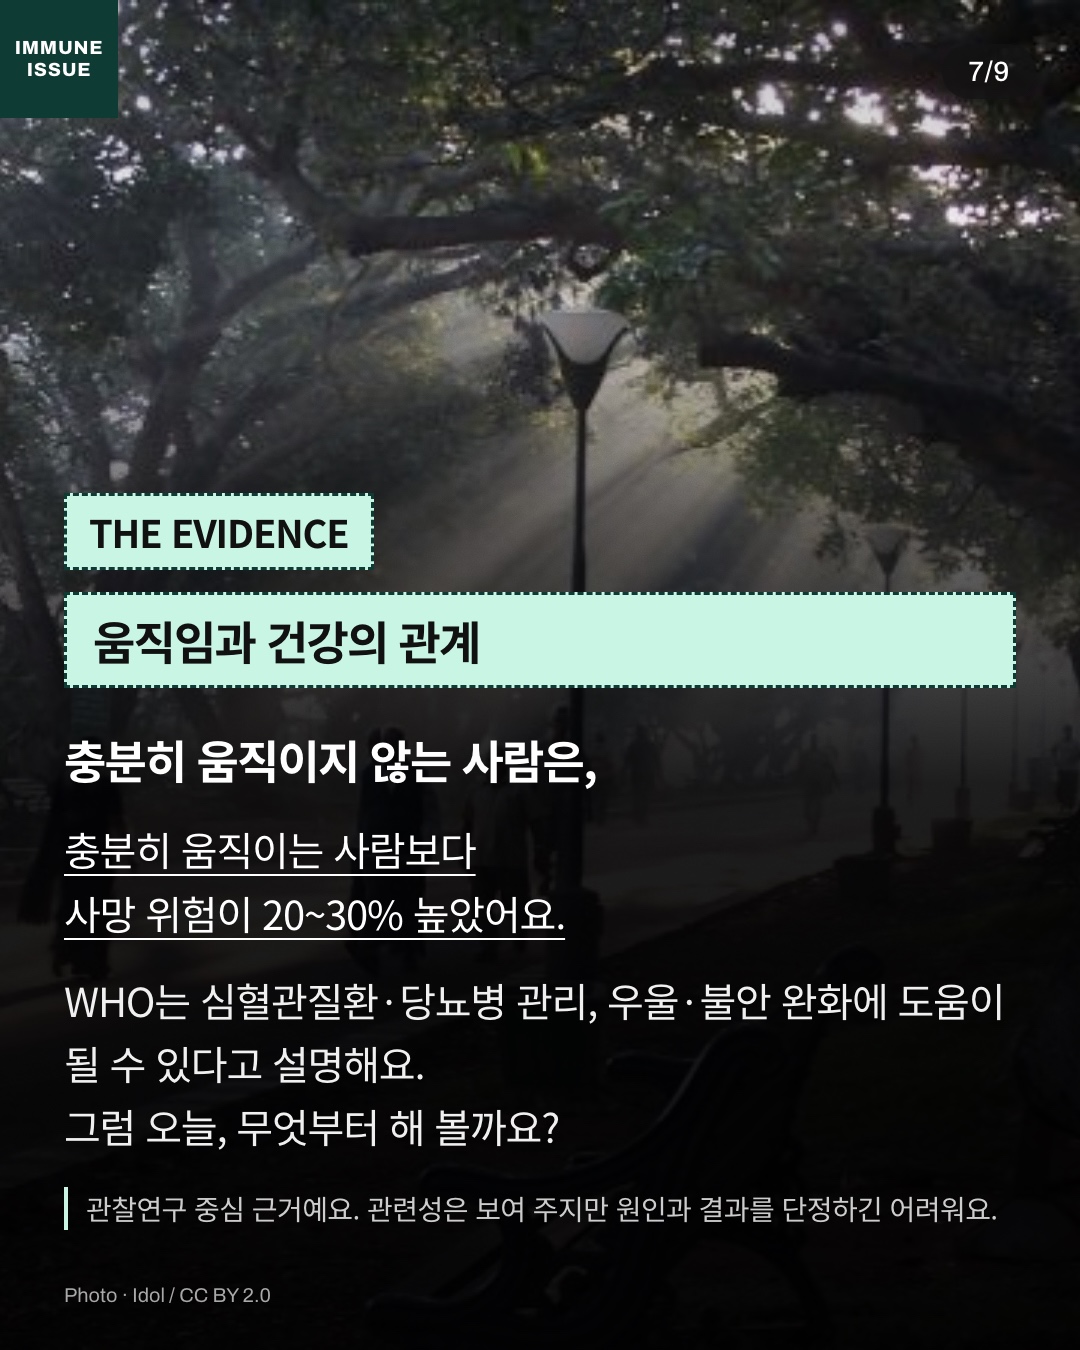 IMMUNE
ISSUE
7/9
THE EVIDENCE
움직임과 건강의 관계
충분히 움직이지 않는 사람은,
충분히 움직이는 사람보다
사망 위험이 20~30% 높았어요.
WHO는 심혈관질환·당뇨병 관리, 우울·불안 완화에 도움이
될 수 있다고 설명해요.
그럼 오늘, 무엇부터 해 볼까요?
관찰연구 중심 근거예요. 관련성은 보여 주지만 원인과 결과를 단정하긴 어려워요.
Photo · Idol / CC BY 2.0